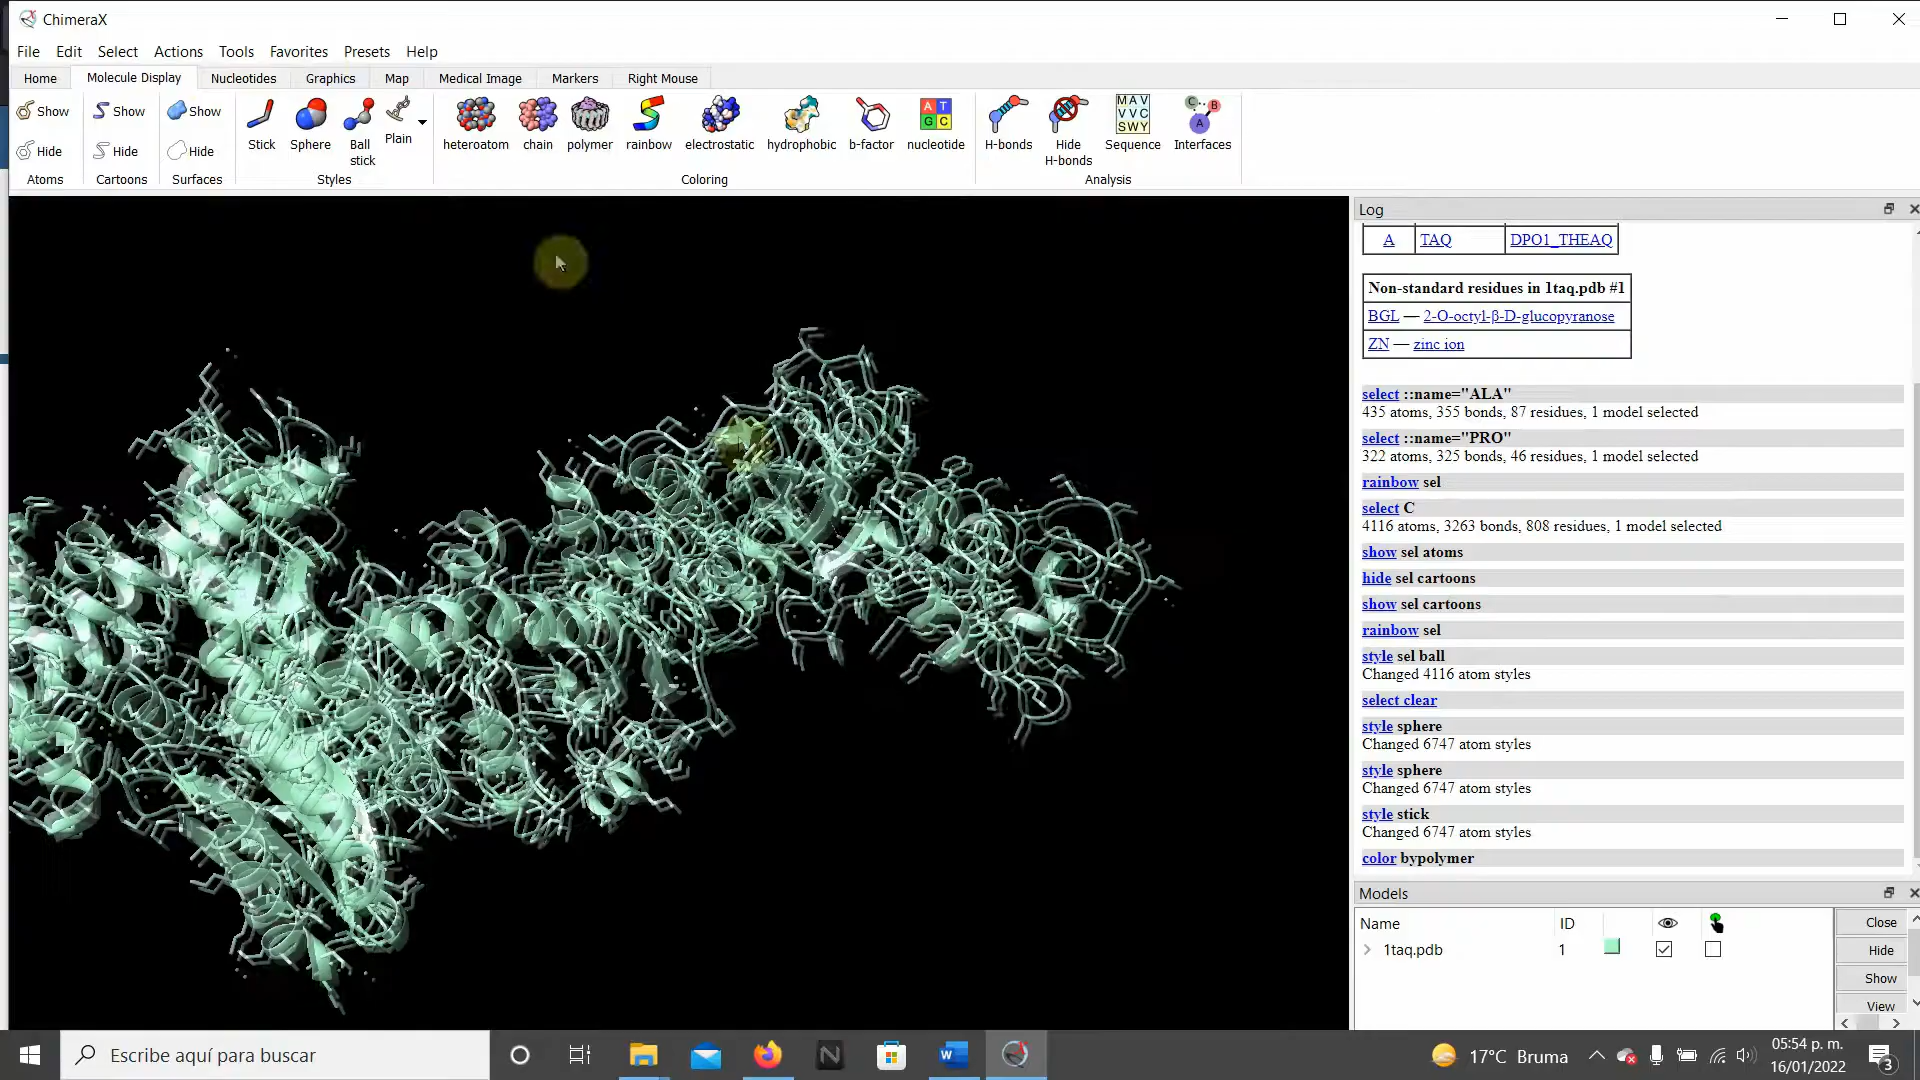 ChimeraX
File Edit Select Actions Tools Favorites Presets Help
Home Molecule Display Nucleotides Graphics Map Medical Image Markers Right Mouse
Show Show Show
Hide Hide Hide
Atoms Cartoons Surfaces
Stick Sphere Ball stick Plain
Styles
heteroatom chain polymer rainbow electrostatic hydrophobic b-factor nucleotide
Coloring
H-bonds Hide H-bonds Sequence Interfaces
Analysis
MAV
VVC
SWY
A T
G C
C B
A
Log
A TAQ DPO1_THEAQ
Non-standard residues in 1taq.pdb #1
BGL — 2-O-octyl-β-D-glucopyranose
ZN — zinc ion
select ::name="ALA"
435 atoms, 355 bonds, 87 residues, 1 model selected
select ::name="PRO"
322 atoms, 325 bonds, 46 residues, 1 model selected
rainbow sel
select C
4116 atoms, 3263 bonds, 808 residues, 1 model selected
show sel atoms
hide sel cartoons
show sel cartoons
rainbow sel
style sel ball
Changed 4116 atom styles
select clear
style sphere
Changed 6747 atom styles
style sphere
Changed 6747 atom styles
style stick
Changed 6747 atom styles
color bypolymer
Models
Name ID
1taq.pdb 1
Close
Hide
Show
View
Escribe aquí para buscar
N
W
17°C Bruma
05:54 p. m.
16/01/2022
3